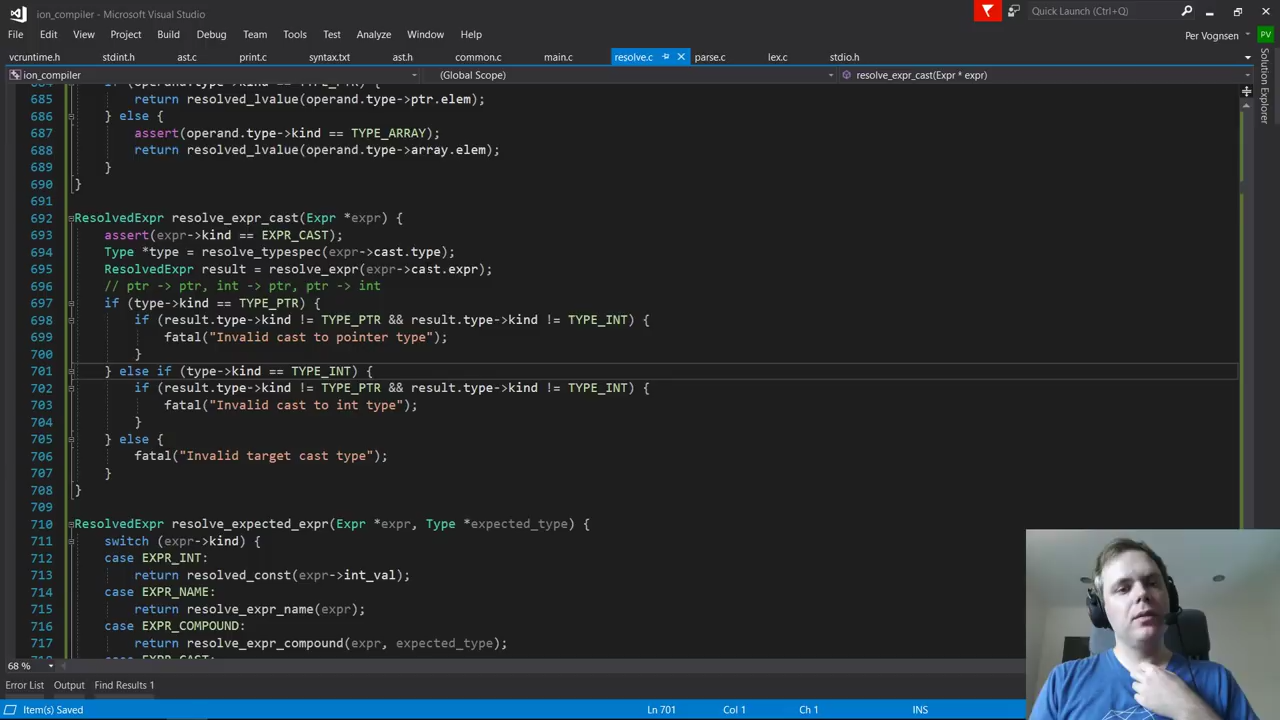 ion_compiler - Microsoft Visual Studio
Quick Launch (Ctrl+Q)
File Edit View Project Build Debug Team Tools Test Analyze Window Help
Per Vognsen PV
vcruntime.h stdint.h ast.c print.c syntax.txt ast.h common.c main.c resolve.c parse.c lex.c stdio.h
ion_compiler (Global Scope) resolve_expr_cast(Expr * expr)
Solution Explorer
685 return resolved_lvalue(operand.type->ptr.elem);
686 } else {
687 assert(operand.type->kind == TYPE_ARRAY);
688 return resolved_lvalue(operand.type->array.elem);
689 }
690 }
691
692 ResolvedExpr resolve_expr_cast(Expr *expr) {
693 assert(expr->kind == EXPR_CAST);
694 Type *type = resolve_typespec(expr->cast.type);
695 ResolvedExpr result = resolve_expr(expr->cast.expr);
696 // ptr -> ptr, int -> ptr, ptr -> int
697 if (type->kind == TYPE_PTR) {
698 if (result.type->kind != TYPE_PTR && result.type->kind != TYPE_INT) {
699 fatal("Invalid cast to pointer type");
700 }
701 } else if (type->kind == TYPE_INT) {
702 if (result.type->kind != TYPE_PTR && result.type->kind != TYPE_INT) {
703 fatal("Invalid cast to int type");
704 }
705 } else {
706 fatal("Invalid target cast type");
707 }
708 }
709
710 ResolvedExpr resolve_expected_expr(Expr *expr, Type *expected_type) {
711 switch (expr->kind) {
712 case EXPR_INT:
713 return resolved_const(expr->int_val);
714 case EXPR_NAME:
715 return resolve_expr_name(expr);
716 case EXPR_COMPOUND:
717 return resolve_expr_compound(expr, expected_type);
68 %
Error List Output Find Results 1
Item(s) Saved Ln 701 Col 1 Ch 1 INS